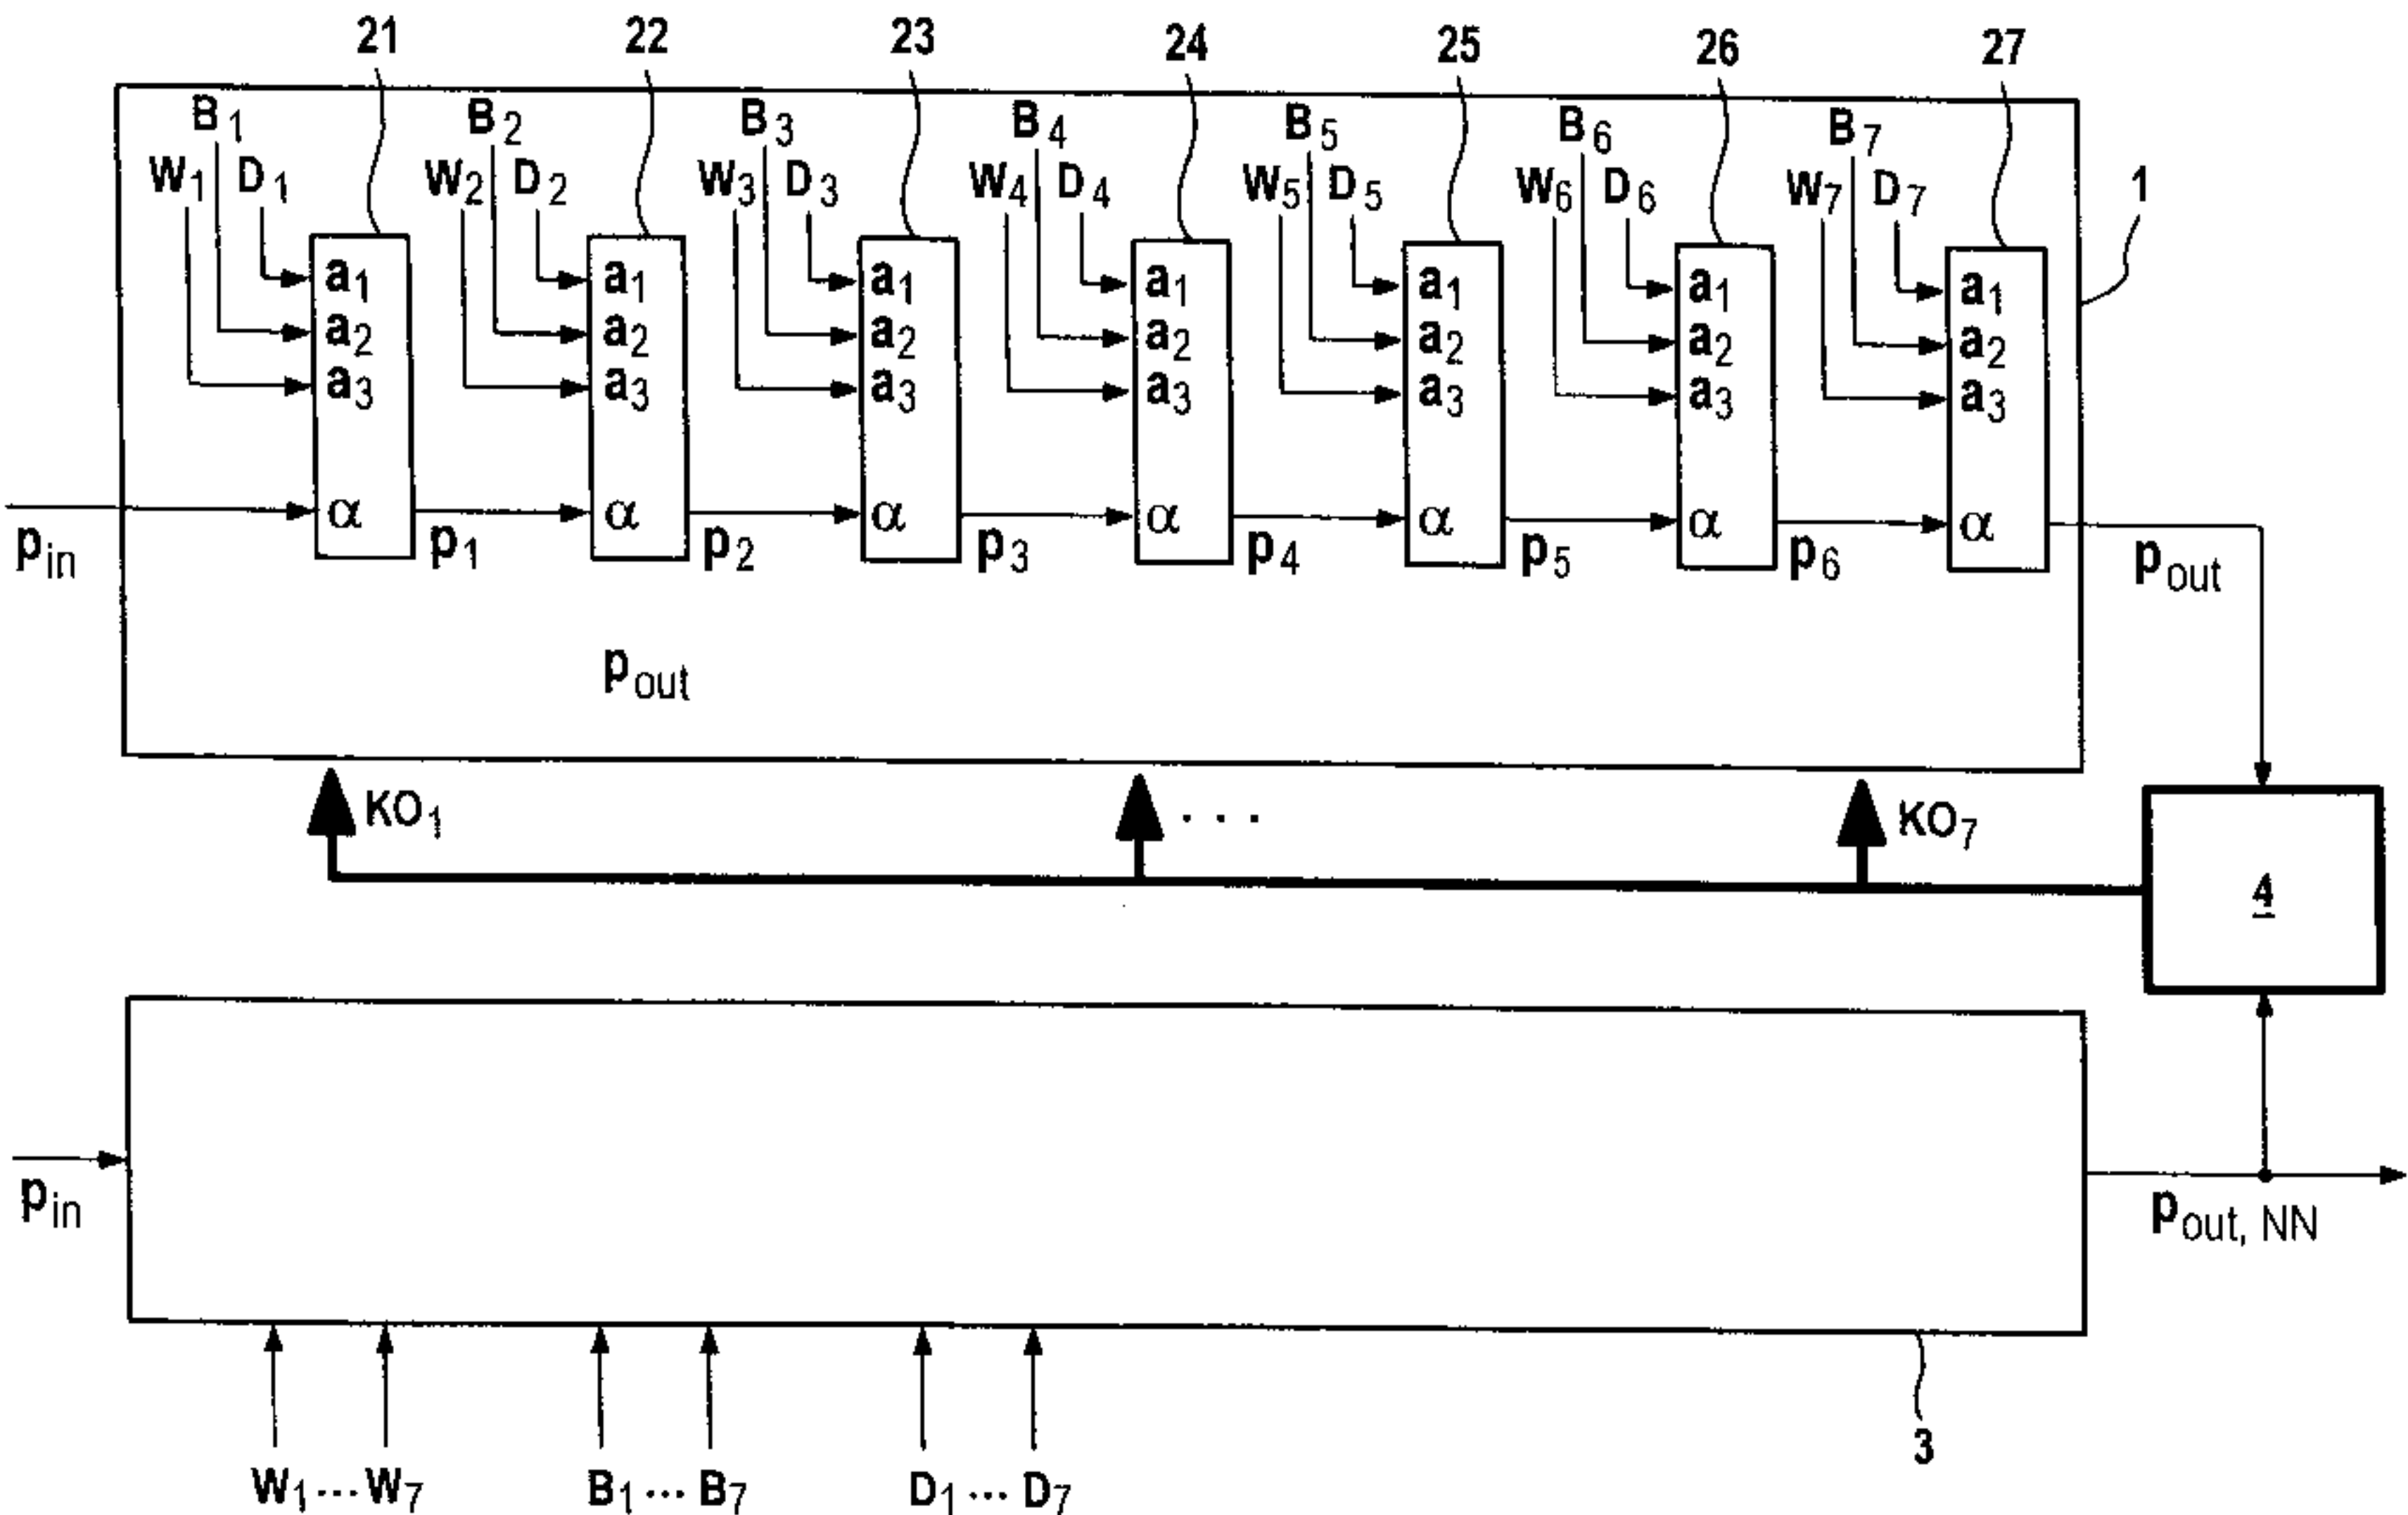 21 22 23 24 25 26 27
B1 B2 B3 B4 B5 B6 B7
W1 D1 W2 D2 W3 D3 W4 D4 W5 D5 W6 D6 W7 D7 1
a1 a1 a1 a1 a1 a1 a1
a2 a2 a2 a2 a2 a2 a2
a3 a3 a3 a3 a3 a3 a3
α α α α α α α
pin p1 p2 p3 p4 p5 p6 pout
pout
KO1 ... KO7
4
pin pout, NN
3
W1 ... W7 B1 ... B7 D1 ... D7